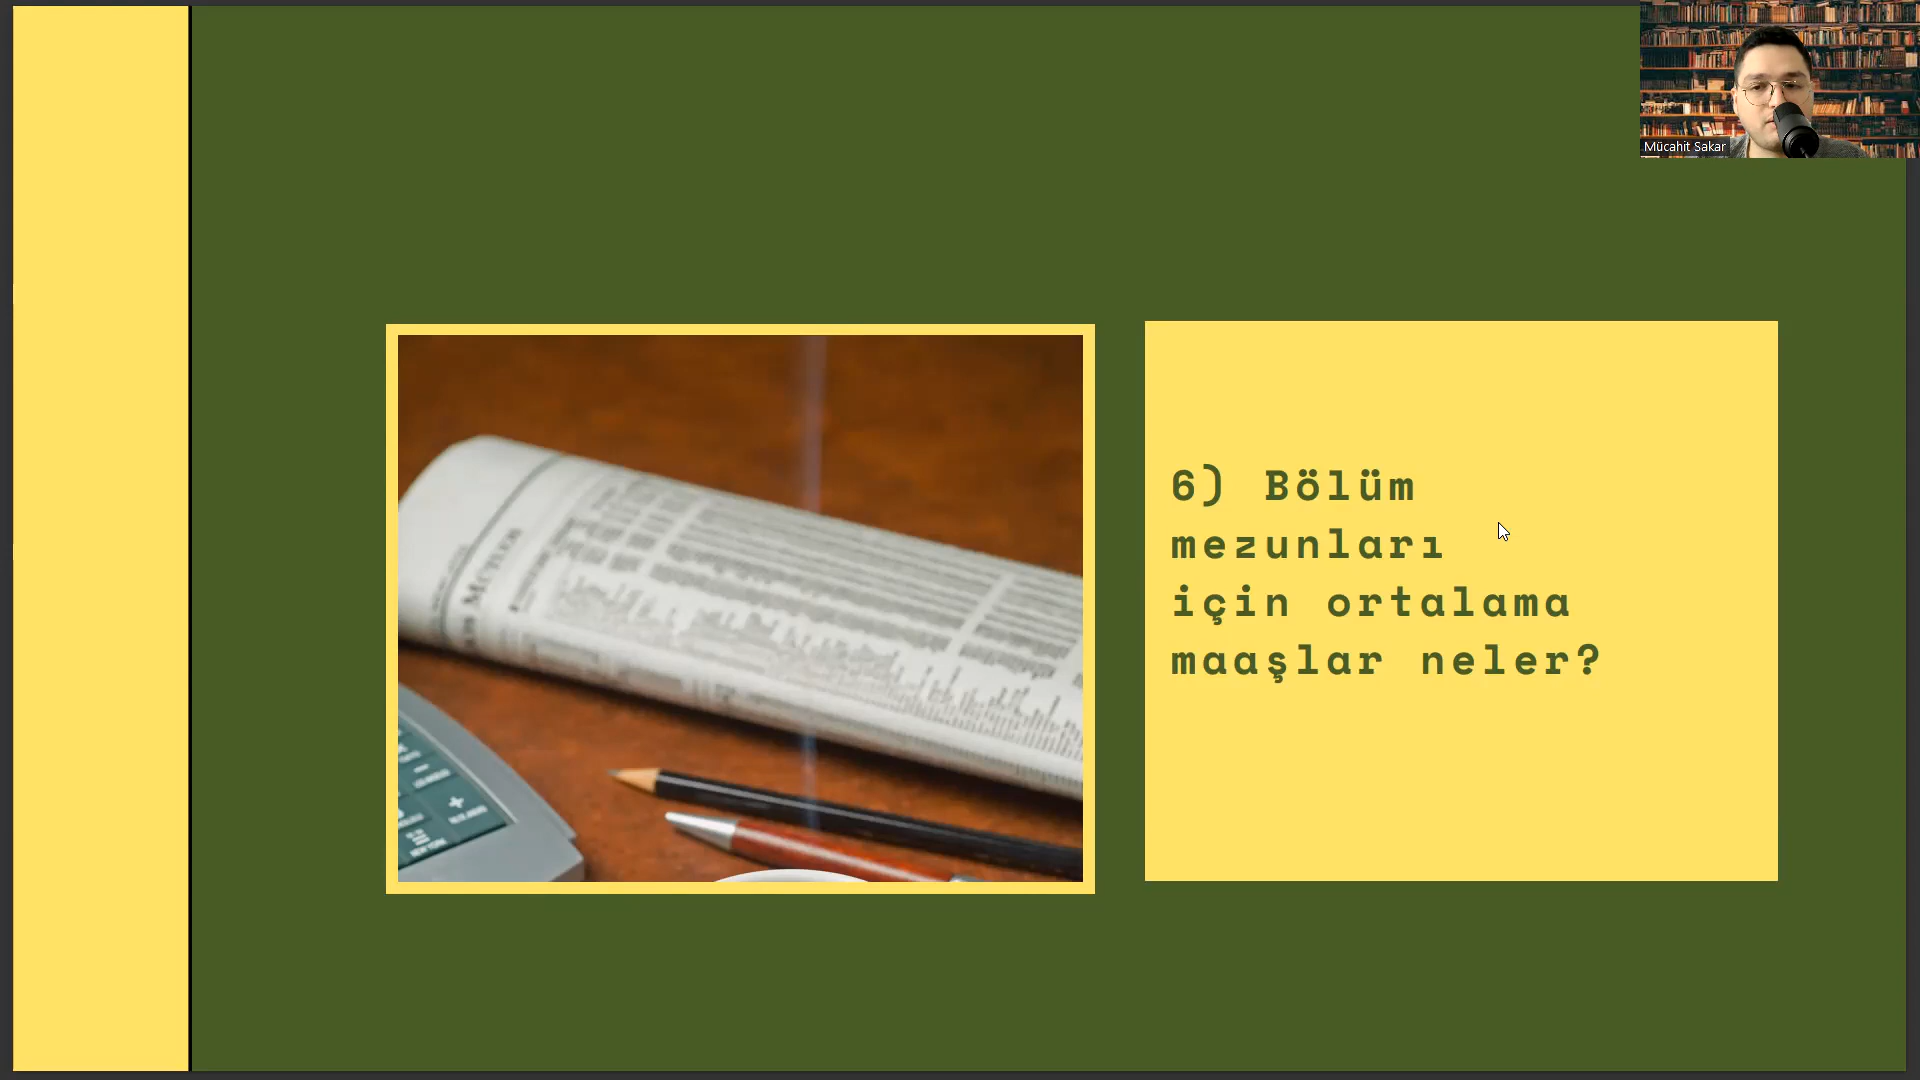 Mücahit Sakar
6) Bölüm
mezunları
için ortalama
maaşlar neler?